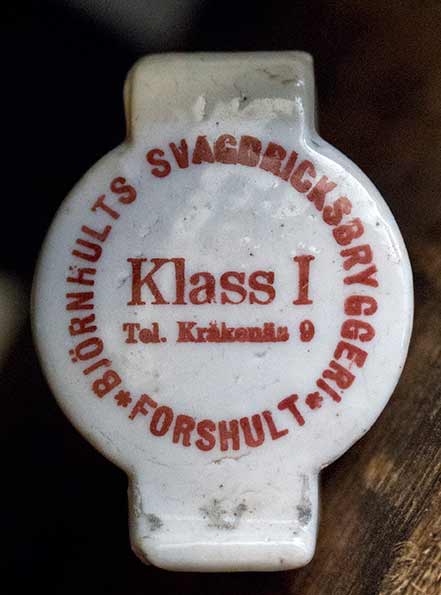 BJÖRNHULTS SVAGDRICKSBRYGGERI
Klass I
Tel. Kråkenäs 9
*FORSHULT*